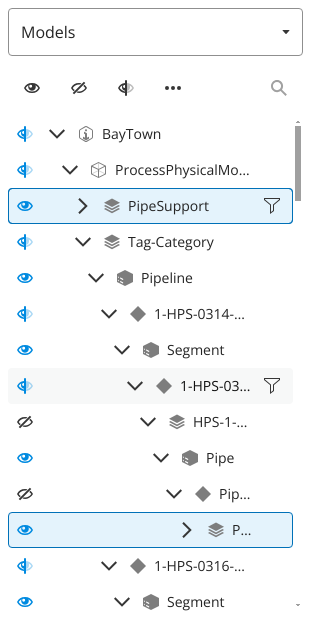 Models
BayTown
ProcessPhysicalMo...
PipeSupport
Tag-Category
Pipeline
1-HPS-0314-...
Segment
1-HPS-03...
HPS-1-...
Pipe
Pip...
P...
1-HPS-0316-...
Segment